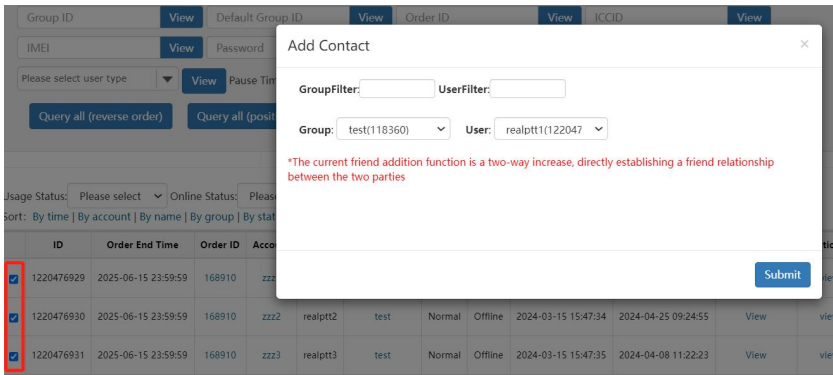 Group ID View Default Group ID View Order ID View ICCID View
IMEI View Password
Add Contact ×
Please select user type View Pause Tim
GroupFilter: UserFilter:
Query all (reverse order) Query all (posit
Group: test(118360) User: realptt1(122047
*The current friend addition function is a two-way increase, directly establishing a friend relationship
between the two parties
Usage Status: Please select Online Status: Pleas
Sort: By time | By account | By name | By group | By stat
Submit
ID Order End Time Order ID Accou
1220476929 2025-06-15 23:59:59 168910 zzz
1220476930 2025-06-15 23:59:59 168910 zzz2 realptt2 test Normal Offline 2024-03-15 15:47:34 2024-04-25 09:24:55 View vie
1220476931 2025-06-15 23:59:59 168910 zzz3 realptt3 test Normal Offline 2024-03-15 15:47:35 2024-04-08 11:22:23 View vie